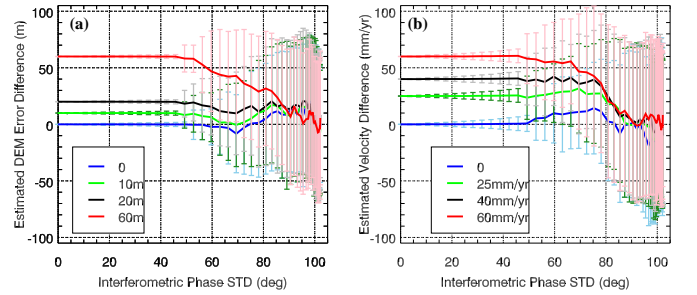 (a)
Estimated DEM Error Difference (m)
100
50
0
-50
-100
0
10m
20m
60m
0 20 40 60 80 100
Interferometric Phase STD (deg)
(b)
Estimated Velocity Difference (mm/yr)
100
50
0
-50
-100
0
25mm/yr
40mm/yr
60mm/yr
0 20 40 60 80 100
Interferometric Phase STD (deg)